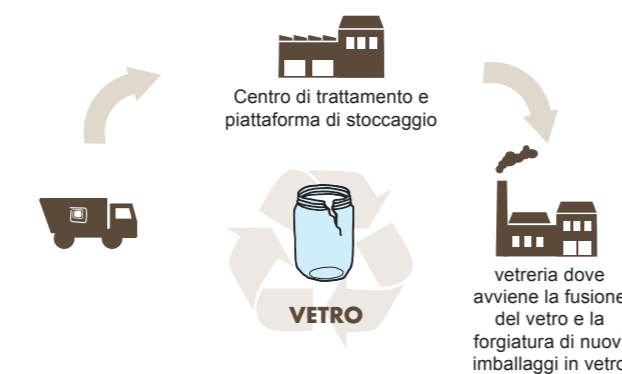 Centro di trattamento e
piattaforma di stoccaggio
VETRO
vetreria dove
avviene la fusione
del vetro e la
forgiatura di nuovi
imballaggi in vetro